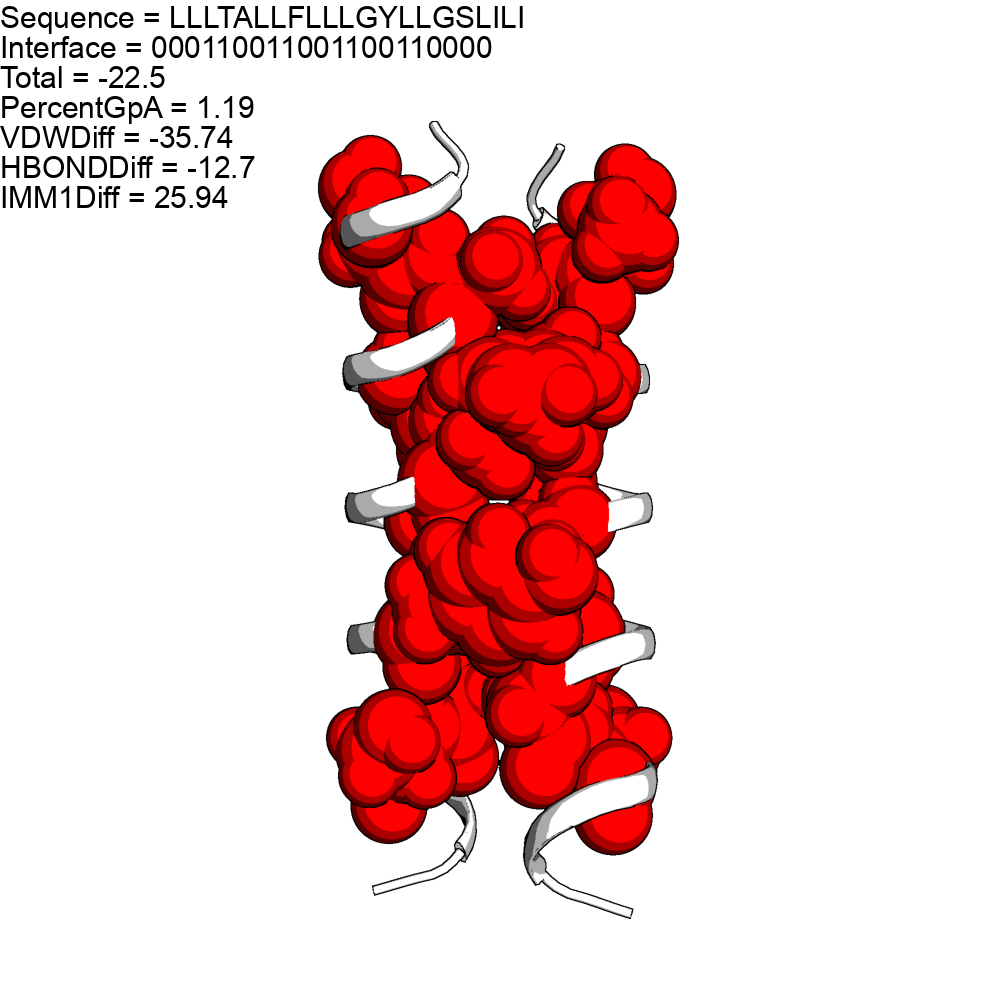 Sequence = LLLTALLFLLLGYLLGSLILI
Interface = 000110011001100110000
Total = -22.5
PercentGpA = 1.19
VDWDiff = -35.74
HBONDDiff = -12.7
IMM1Diff = 25.94